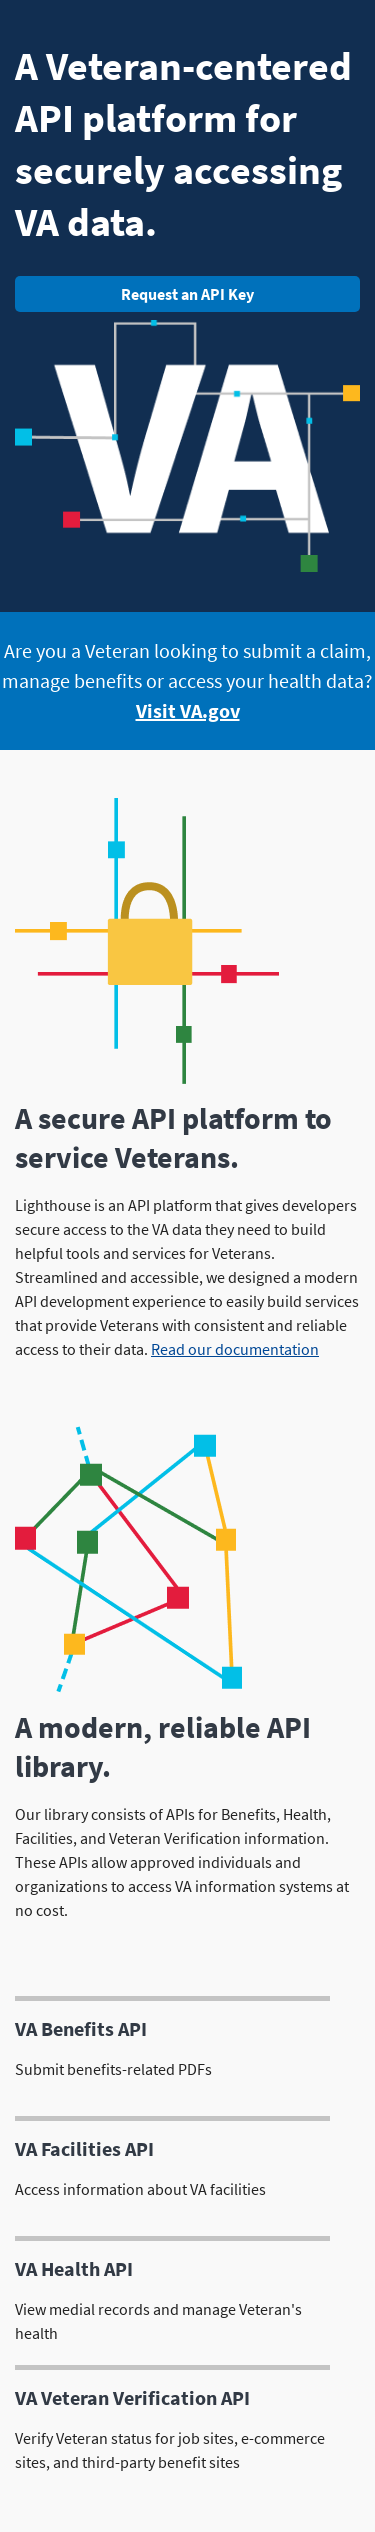 A Veteran-centered
API platform for
securely accessing
VA data.
Request an API Key
VA
Are you a Veteran looking to submit a claim,
manage benefits or access your health data?
Visit VA.gov
A secure API platform to
service Veterans.
Lighthouse is an API platform that gives developers
secure access to the VA data they need to build
helpful tools and services for Veterans.
Streamlined and accessible, we designed a modern
API development experience to easily build services
that provide Veterans with consistent and reliable
access to their data. Read our documentation
A modern, reliable API
library.
Our library consists of APIs for Benefits, Health,
Facilities, and Veteran Verification information.
These APIs allow approved individuals and
organizations to access VA information systems at
no cost.
VA Benefits API
Submit benefits-related PDFs
VA Facilities API
Access information about VA facilities
VA Health API
View medial records and manage Veteran's
health
VA Veteran Verification API
Verify Veteran status for job sites, e-commerce
sites, and third-party benefit sites